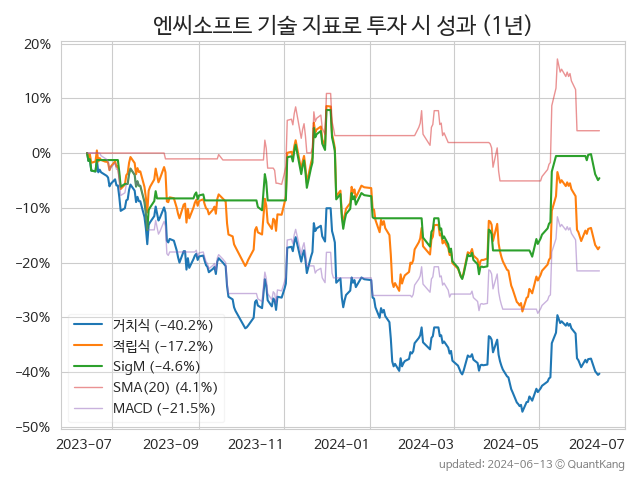 엔씨소프트 기술 지표로 투자 시 성과 (1년)
20%
10%
0%
−10%
−20%
−30%
−40%
−50%
거치식 (−40.2%)
적립식 (−17.2%)
SigM (−4.6%)
SMA(20) (4.1%)
MACD (−21.5%)
2023-07 2023-09 2023-11 2024-01 2024-03 2024-05 2024-07
updated: 2024-06-13 © QuantKang